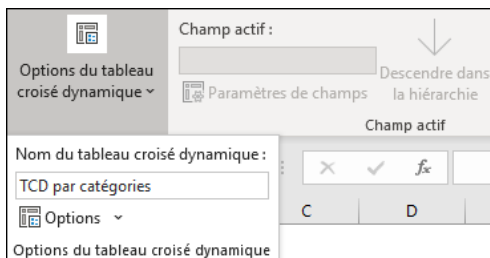 Champ actif :
Options du tableau
croisé dynamique
Paramètres de champs
Descendre dans
la hiérarchie
Champ actif
Nom du tableau croisé dynamique :
TCD par catégories
Options
Options du tableau croisé dynamique
fx
C D